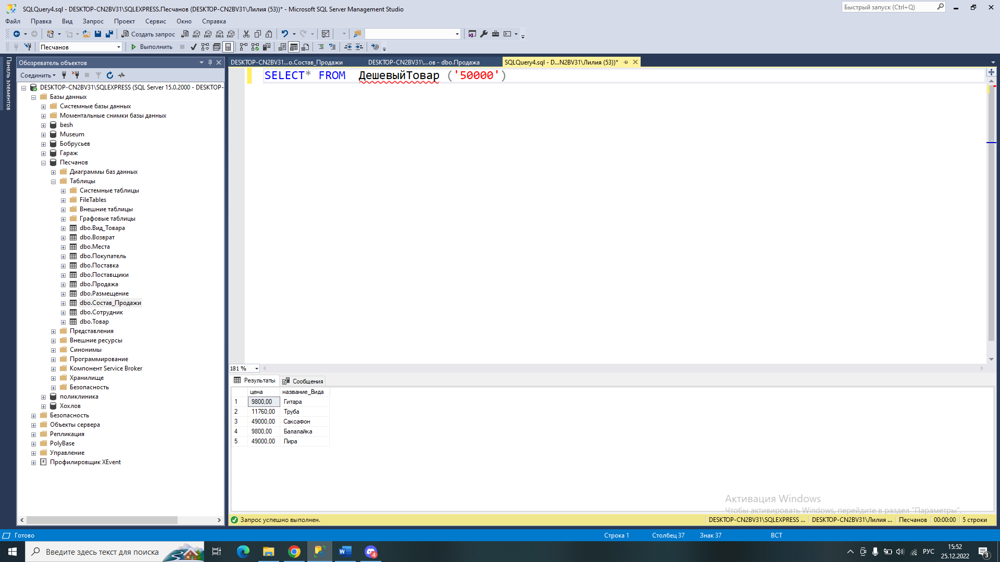 SQLQuery4.sql - DESKTOP-CN2BV31\SQLEXPRESS.Песчанов (DESKTOP-CN2BV31\Лилия (53))* - Microsoft SQL Server Management Studio
Быстрый запуск (Ctrl+Q)
Файл Правка Вид Запрос Проект Сервис Окно Справка
Создать запрос
MDX DMX XMLA DAX
Песчанов
Выполнить
Панель элементов
Обозреватель объектов
DESKTOP-CN2BV31...o.Состав_Продажи
DESKTOP-CN2BV31\...ов - dbo.Продажа
SQLQuery4.sql - D...N2BV31\Лилия (53))*
Соединить
SELECT* FROM ДешевыйТовар ('50000')
DESKTOP-CN2BV31\SQLEXPRESS (SQL Server 15.0.2000 - DESKTOP-
Базы данных
Системные базы данных
Моментальные снимки базы данных
besh
Museum
Бобрусьев
Гараж
Песчанов
Диаграммы баз данных
Таблицы
Системные таблицы
FileTables
Внешние таблицы
Графовые таблицы
dbo.Вид_Товара
dbo.Возврат
dbo.Места
dbo.Покупатель
dbo.Поставка
dbo.Поставщики
dbo.Продажа
dbo.Размещение
dbo.Состав_Продажи
dbo.Сотрудник
dbo.Товар
Представления
Внешние ресурсы
Синонимы
Программирование
Компонент Service Broker
Хранилище
Безопасность
поликлиника
Хохлов
Безопасность
Объекты сервера
Репликация
PolyBase
Управление
Профилировщик XEvent
181 %
Результаты Сообщения
цена название_Вида
1 9800,00 Гитара
2 11760,00 Труба
3 49000,00 Саксафон
4 9800,00 Балалайка
5 49000,00 Лира
Активация Windows
Чтобы активировать Windows, перейдите в раздел "Параметры".
Запрос успешно выполнен.
DESKTOP-CN2BV31\SQLEXPRESS ... DESKTOP-CN2BV31\Лилия ... Песчанов 00:00:00 5 строки
Готово
Строка 1 Столбец 37 Знак 37 ВСТ
Введите здесь текст для поиска
4
РУС
15:52
25.12.2022
3